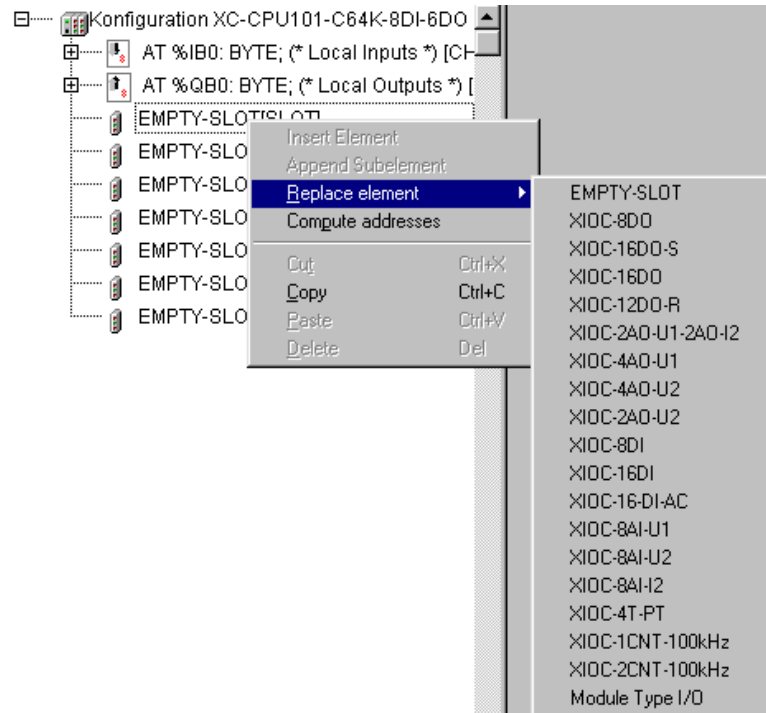 Konfiguration XC-CPU101-C64K-8DI-6DO
AT %IB0: BYTE; (* Local Inputs *) [CH
AT %QB0: BYTE; (* Local Outputs *) [
EMPTY-SLOT[SLOT]
EMPTY-SLO
EMPTY-SLO
EMPTY-SLO
EMPTY-SLO
EMPTY-SLO
EMPTY-SLO
Insert Element
Append Subelement
Replace element
Compute addresses
Cut Ctrl+X
Copy Ctrl+C
Paste Ctrl+V
Delete Del
EMPTY-SLOT
XIOC-8DO
XIOC-16DO-S
XIOC-16DO
XIOC-12DO-R
XIOC-2AO-U1-2AO-I2
XIOC-4AO-U1
XIOC-4AO-U2
XIOC-2AO-U2
XIOC-8DI
XIOC-16DI
XIOC-16-DI-AC
XIOC-8AI-U1
XIOC-8AI-U2
XIOC-8AI-I2
XIOC-4T-PT
XIOC-1CNT-100kHz
XIOC-2CNT-100kHz
Module Type I/O